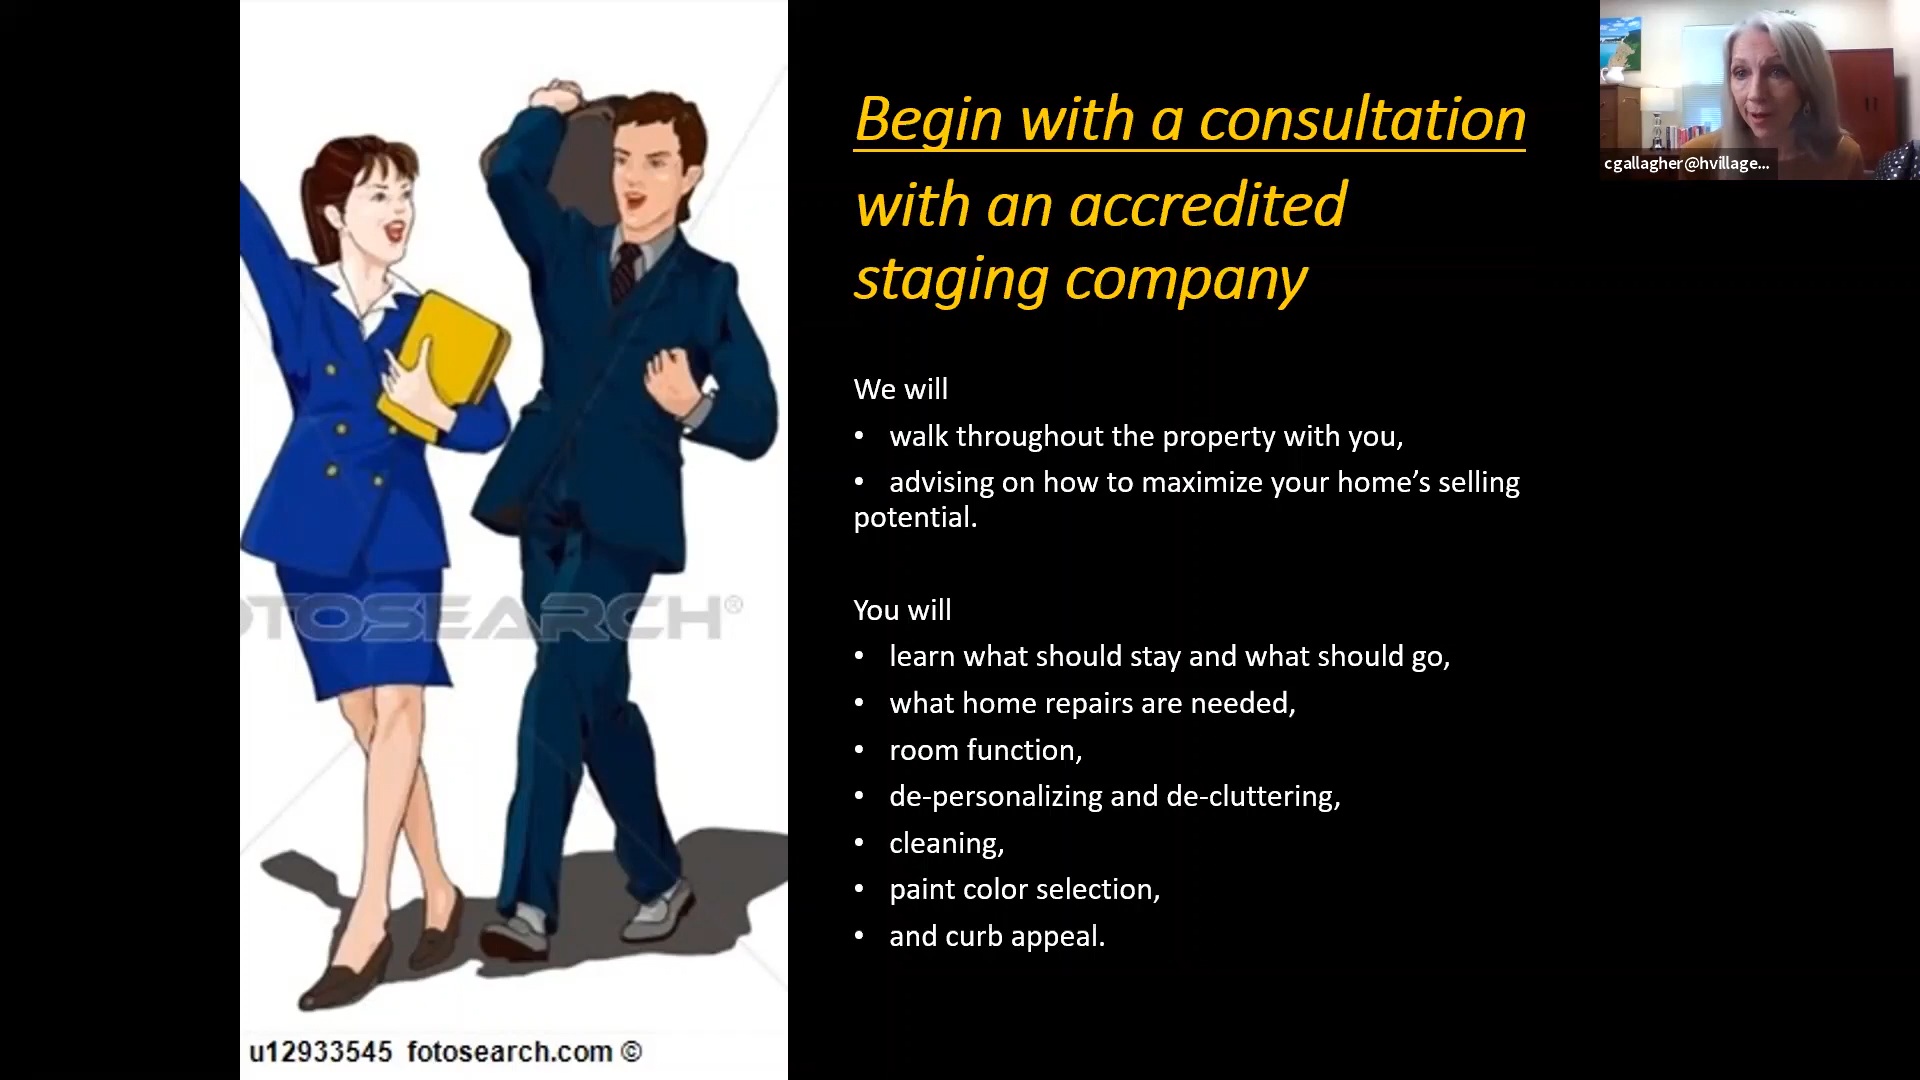 Begin with a consultation
with an accredited
staging company
We will
• walk throughout the property with you,
• advising on how to maximize your home’s selling
potential.
You will
• learn what should stay and what should go,
• what home repairs are needed,
• room function,
• de-personalizing and de-cluttering,
• cleaning,
• paint color selection,
• and curb appeal.
OTOSEARCH®
u12933545 fotosearch.com ©
cgallagher@hvillage...